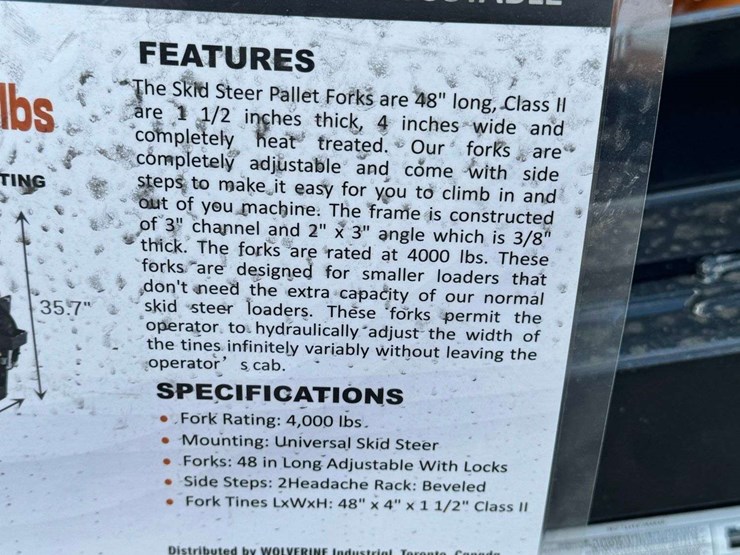 FEATURES
The Skid Steer Pallet Forks are 48" long, Class II
are 1 1/2 inches thick, 4 inches wide and
completely heat treated. Our forks are
completely adjustable and come with side
steps to make it easy for you to climb in and
out of you machine. The frame is constructed
of 3" channel and 2" x 3" angle which is 3/8"
thick. The forks are rated at 4000 lbs. These
forks are designed for smaller loaders that
don't need the extra capacity of our normal
skid steer loaders. These forks permit the
operator to hydraulically adjust the width of
the tines infinitely variably without leaving the
operator's cab.
SPECIFICATIONS
• Fork Rating: 4,000 lbs.
• Mounting: Universal Skid Steer
• Forks: 48 in Long Adjustable With Locks
• Side Steps: 2Headache Rack: Beveled
• Fork Tines LxWxH: 48" x 4" x 1 1/2" Class II
Distributed by WOLVERINE Industrial, Toronto, Canada
lbs
TING
35.7"